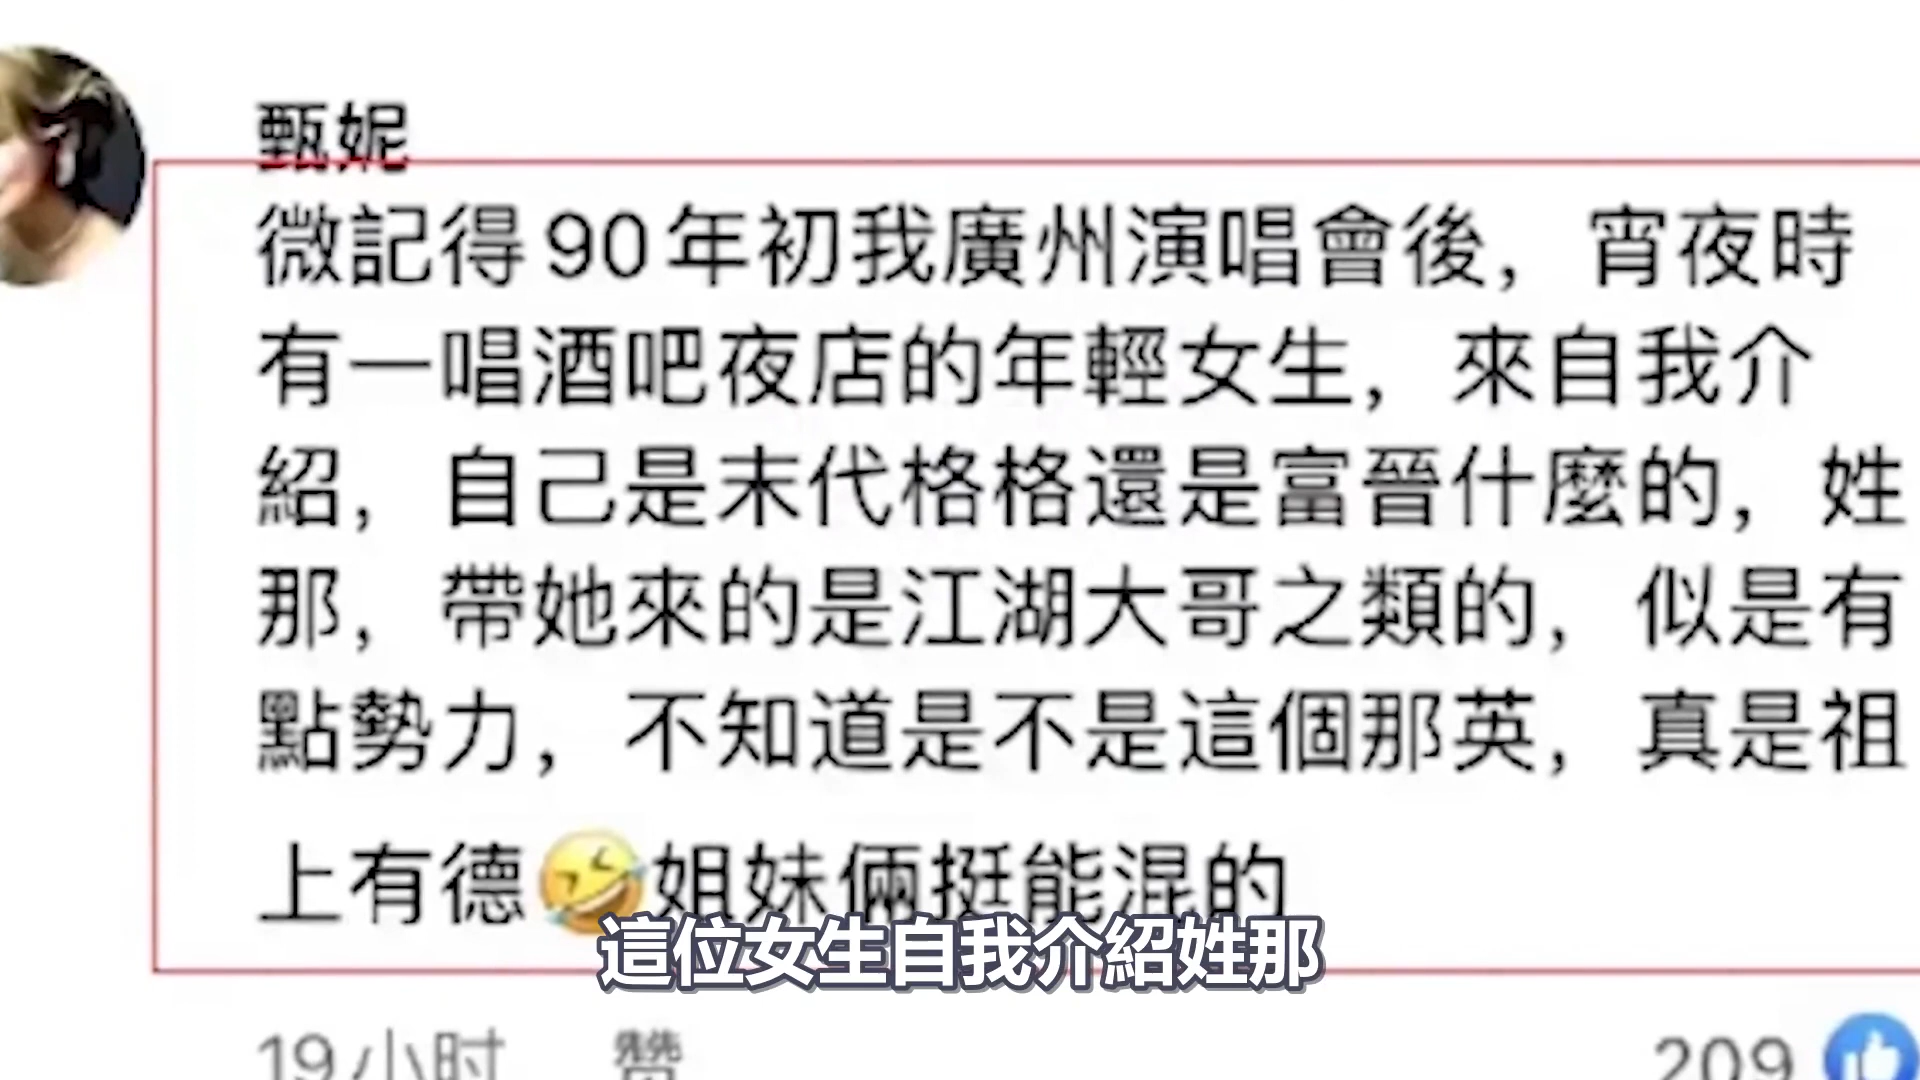 甄妮
微記得90年初我廣州演唱會後，宵夜時
有一唱酒吧夜店的年輕女生，來自我介
紹，自己是末代格格還是富晉什麼的，姓
那，帶她來的是江湖大哥之類的，似是有
點勢力，不知道是不是這個那英，真是祖
上有德🤣姐妹倆挺能混的
這位女生自我介紹姓那
19小时 赞 209